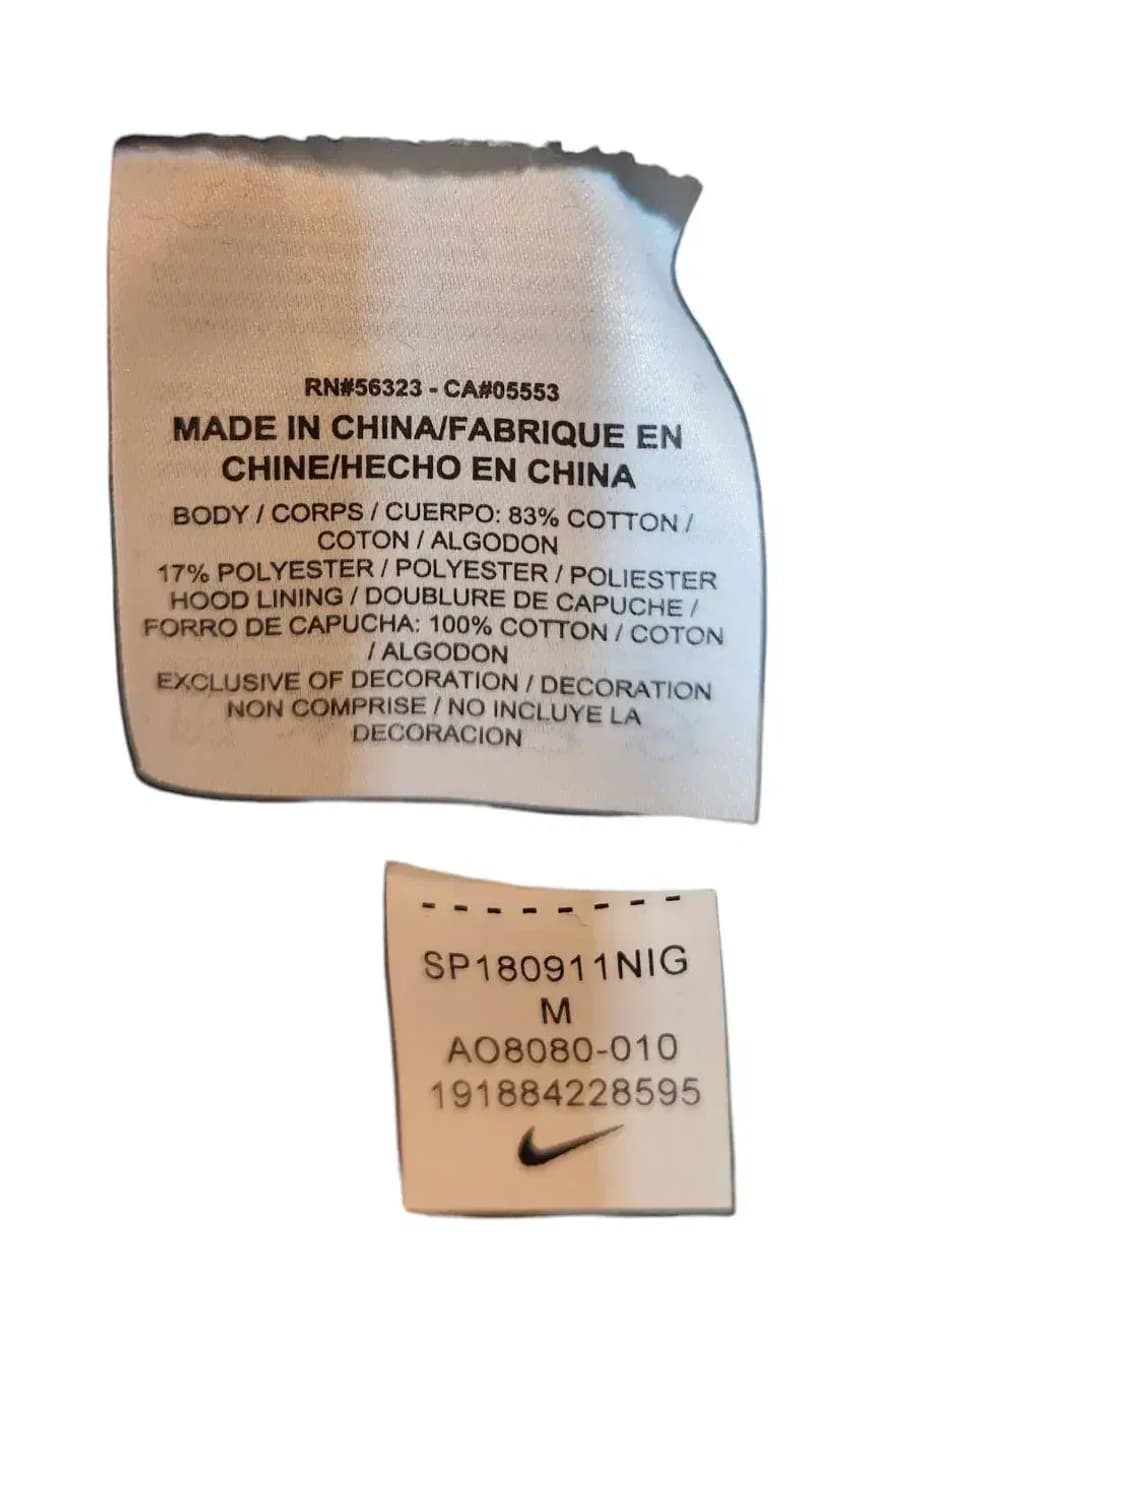 RN#56323 - CA#05553
MADE IN CHINA/FABRIQUE EN
CHINE/HECHO EN CHINA
BODY / CORPS / CUERPO: 83% COTTON /
COTON / ALGODON
17% POLYESTER / POLYESTER / POLIESTER
HOOD LINING / DOUBLURE DE CAPUCHE /
FORRO DE CAPUCHA: 100% COTTON / COTON
/ ALGODON
EXCLUSIVE OF DECORATION / DECORATION
NON COMPRISE / NO INCLUYE LA
DECORACION
SP180911NIG
M
AO8080-010
191884228595